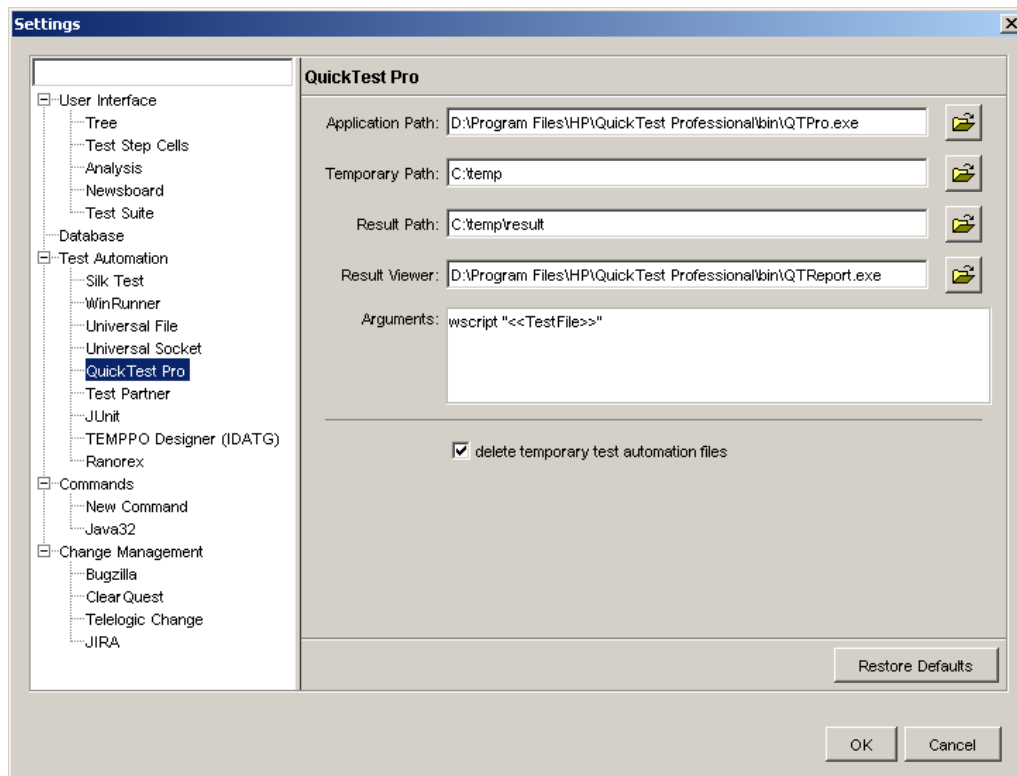 Settings
User Interface
Tree
Test Step Cells
Analysis
Newsboard
Test Suite
Database
Test Automation
Silk Test
WinRunner
Universal File
Universal Socket
QuickTest Pro
Test Partner
JUnit
TEMPPO Designer (IDATG)
Ranorex
Commands
New Command
Java32
Change Management
Bugzilla
ClearQuest
Telelogic Change
JIRA
QuickTest Pro
Application Path: D:\Program Files\HP\QuickTest Professional\bin\QTPro.exe
Temporary Path: C:\temp
Result Path: C:\temp\result
Result Viewer: D:\Program Files\HP\QuickTest Professional\bin\QTReport.exe
Arguments: wscript "<<TestFile>>"
delete temporary test automation files
Restore Defaults
OK Cancel